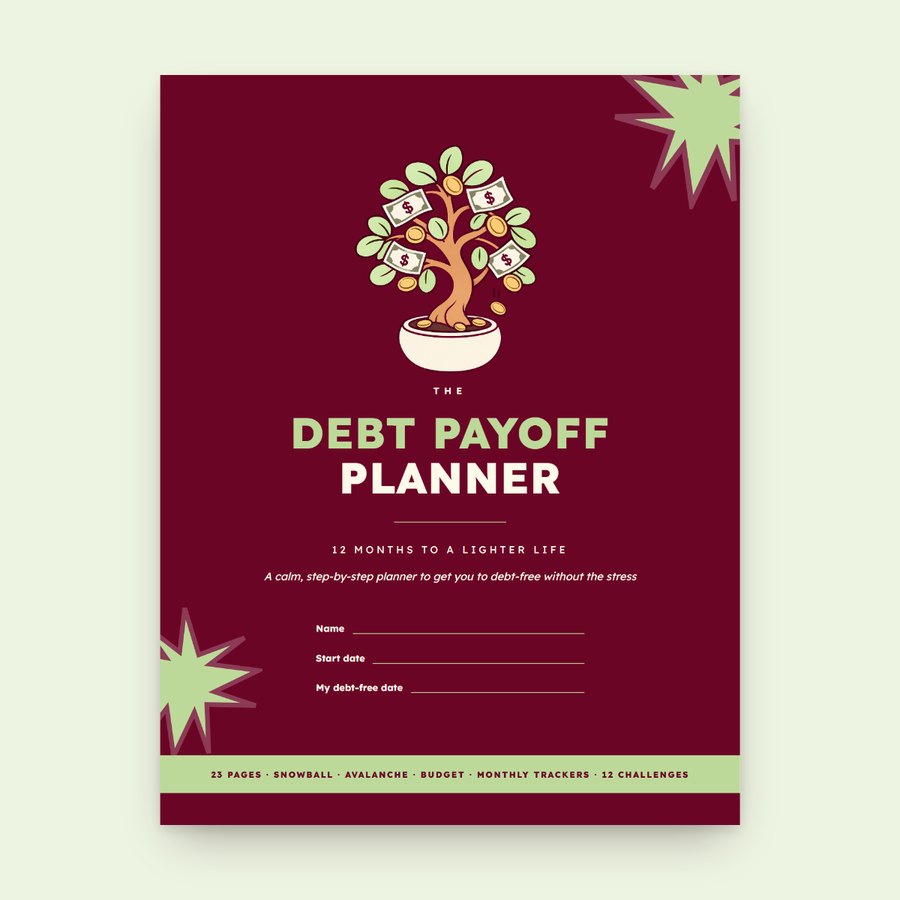 $ $
$ $
THE
DEBT PAYOFF
PLANNER
12 MONTHS TO A LIGHTER LIFE
A calm, step-by-step planner to get you to debt-free without the stress
Name
Start date
My debt-free date
23 PAGES · SNOWBALL · AVALANCHE · BUDGET · MONTHLY TRACKERS · 12 CHALLENGES